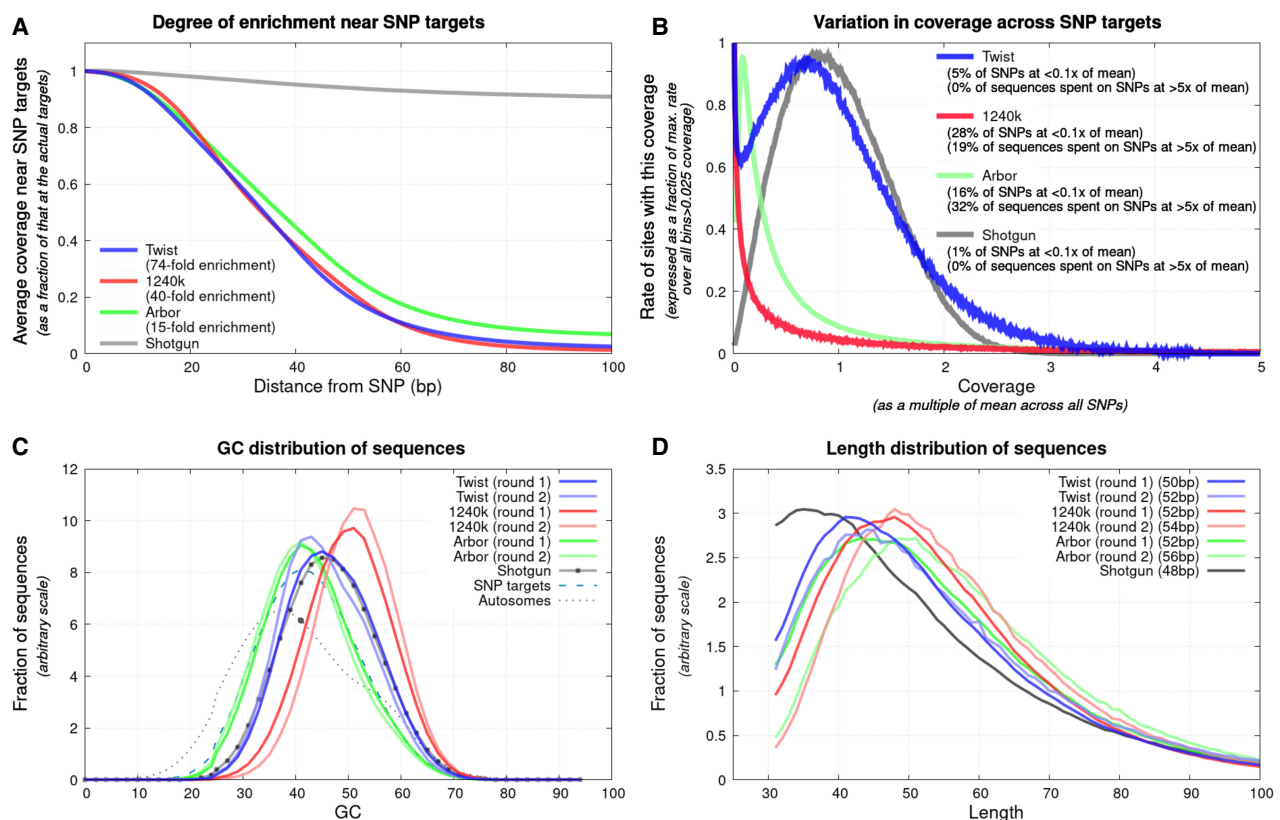 A
Degree of enrichment near SNP targets
Average coverage near SNP targets
(as a fraction of that at the actual targets)
1
0.8
0.6
0.4
0.2
0
Twist
(74-fold enrichment)
1240k
(40-fold enrichment)
Arbor
(15-fold enrichment)
Shotgun
0 20 40 60 80 100
Distance from SNP (bp)
B
Variation in coverage across SNP targets
Rate of sites with this coverage
(expressed as a fraction of max. rate
over all bins>0.025 coverage)
1
0.8
0.6
0.4
0.2
0
Twist
(5% of SNPs at <0.1x of mean)
(0% of sequences spent on SNPs at >5x of mean)
1240k
(28% of SNPs at <0.1x of mean)
(19% of sequences spent on SNPs at >5x of mean)
Arbor
(16% of SNPs at <0.1x of mean)
(32% of sequences spent on SNPs at >5x of mean)
Shotgun
(1% of SNPs at <0.1x of mean)
(0% of sequences spent on SNPs at >5x of mean)
0 1 2 3 4 5
Coverage
(as a multiple of mean across all SNPs)
C
GC distribution of sequences
Fraction of sequences
(arbitrary scale)
12
10
8
6
4
2
0
Twist (round 1)
Twist (round 2)
1240k (round 1)
1240k (round 2)
Arbor (round 1)
Arbor (round 2)
Shotgun
SNP targets
Autosomes
0 10 20 30 40 50 60 70 80 90 100
GC
D
Length distribution of sequences
Fraction of sequences
(arbitrary scale)
3.5
3
2.5
2
1.5
1
0.5
0
Twist (round 1) (50bp)
Twist (round 2) (52bp)
1240k (round 1) (52bp)
1240k (round 2) (54bp)
Arbor (round 1) (52bp)
Arbor (round 2) (56bp)
Shotgun (48bp)
30 40 50 60 70 80 90 100
Length